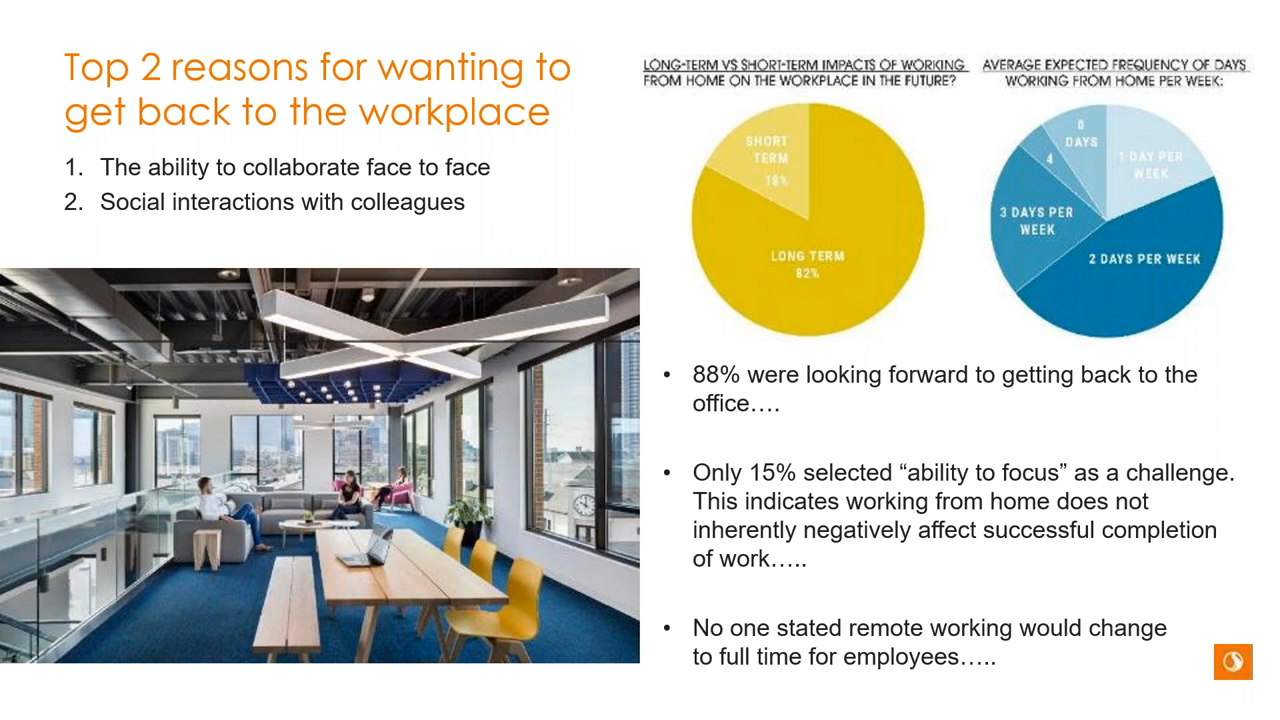 Top 2 reasons for wanting to
get back to the workplace
1. The ability to collaborate face to face
2. Social interactions with colleagues
LONG-TERM VS SHORT-TERM IMPACTS OF WORKING
FROM HOME ON THE WORKPLACE IN THE FUTURE?
SHORT
TERM
18%
LONG TERM
82%
AVERAGE EXPECTED FREQUENCY OF DAYS
WORKING FROM HOME PER WEEK:
0
DAYS
1 DAY PER
WEEK
4
3 DAYS PER
WEEK
2 DAYS PER WEEK
• 88% were looking forward to getting back to the
office….
• Only 15% selected “ability to focus” as a challenge.
This indicates working from home does not
inherently negatively affect successful completion
of work…..
• No one stated remote working would change
to full time for employees…..